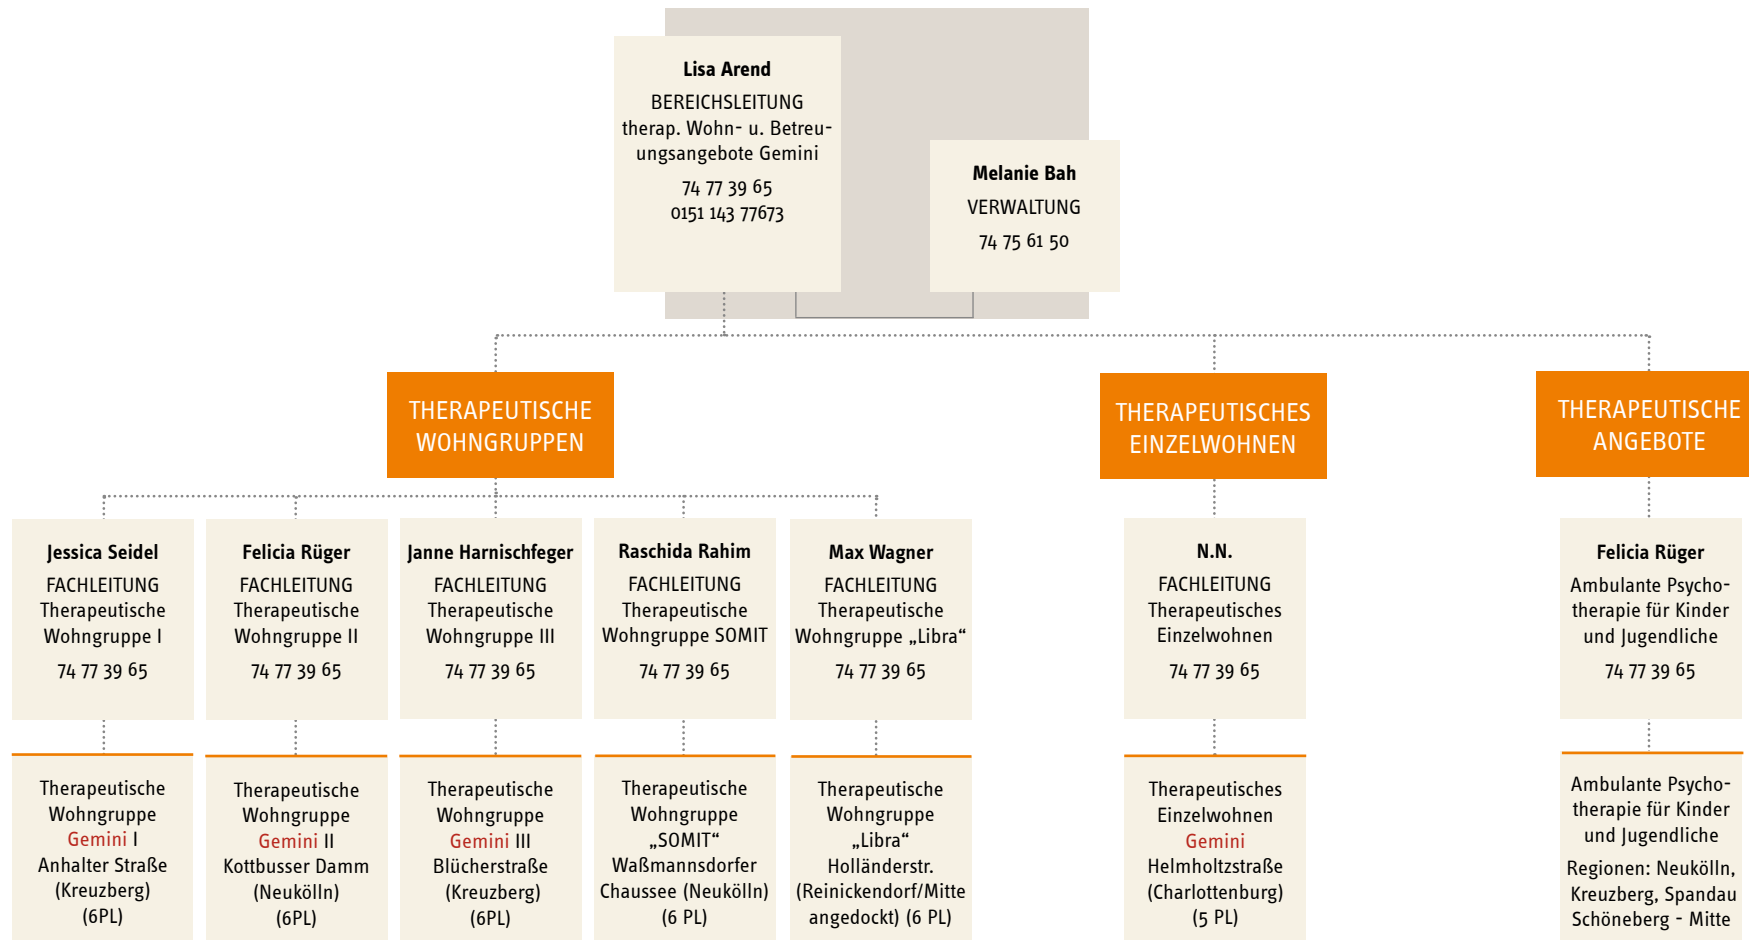 Lisa Arend
BEREICHSLEITUNG
therap. Wohn- u. Betreu-
ungsangebote Gemini
74 77 39 65
0151 143 77673
Melanie Bah
VERWALTUNG
74 75 61 50
THERAPEUTISCHE
WOHNGRUPPEN
THERAPEUTISCHES
EINZELWOHNEN
THERAPEUTISCHE
ANGEBOTE
Jessica Seidel
FACHLEITUNG
Therapeutische
Wohngruppe I
74 77 39 65
Felicia Rüger
FACHLEITUNG
Therapeutische
Wohngruppe II
74 77 39 65
Janne Harnischfeger
FACHLEITUNG
Therapeutische
Wohngruppe III
74 77 39 65
Raschida Rahim
FACHLEITUNG
Therapeutische
Wohngruppe SOMIT
74 77 39 65
Max Wagner
FACHLEITUNG
Therapeutische
Wohngruppe „Libra“
74 77 39 65
N.N.
FACHLEITUNG
Therapeutisches
Einzelwohnen
74 77 39 65
Felicia Rüger
Ambulante Psycho-
therapie für Kinder
und Jugendliche
74 77 39 65
Therapeutische
Wohngruppe
Gemini I
Anhalter Straße
(Kreuzberg)
(6PL)
Therapeutische
Wohngruppe
Gemini II
Kottbusser Damm
(Neukölln)
(6PL)
Therapeutische
Wohngruppe
Gemini III
Blücherstraße
(Kreuzberg)
(6PL)
Therapeutische
Wohngruppe
„SOMIT“
Waßmannsdorfer
Chaussee (Neukölln)
(6 PL)
Therapeutische
Wohngruppe
„Libra“
Holländerstr.
(Reinickendorf/Mitte
angedockt) (6 PL)
Therapeutisches
Einzelwohnen
Gemini
Helmholtzstraße
(Charlottenburg)
(5 PL)
Ambulante Psycho-
therapie für Kinder
und Jugendliche
Regionen: Neukölln,
Kreuzberg, Spandau
Schöneberg - Mitte